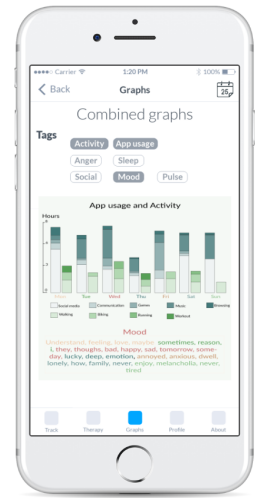 Carrier 1:20 PM 100%
Back Graphs 25
Combined graphs
Tags
Activity App usage
Anger Sleep
Social Mood Pulse
App usage and Activity
Hours
Mon Tue Wed Thu Fri Sat Sun
Social media Communication Games Music Browsing
Walking Biking Running Workout
Mood
Understand, feeling, love, maybe, sometimes, reason,
I, they, thoughs, bad, happy, sad, tomorrow, some-
day, lucky, deep, emotion, annoyed, anxious, dwell,
lonely, how, family, never, enjoy, melancholia, never,
tired
Track Therapy Graphs Profile About